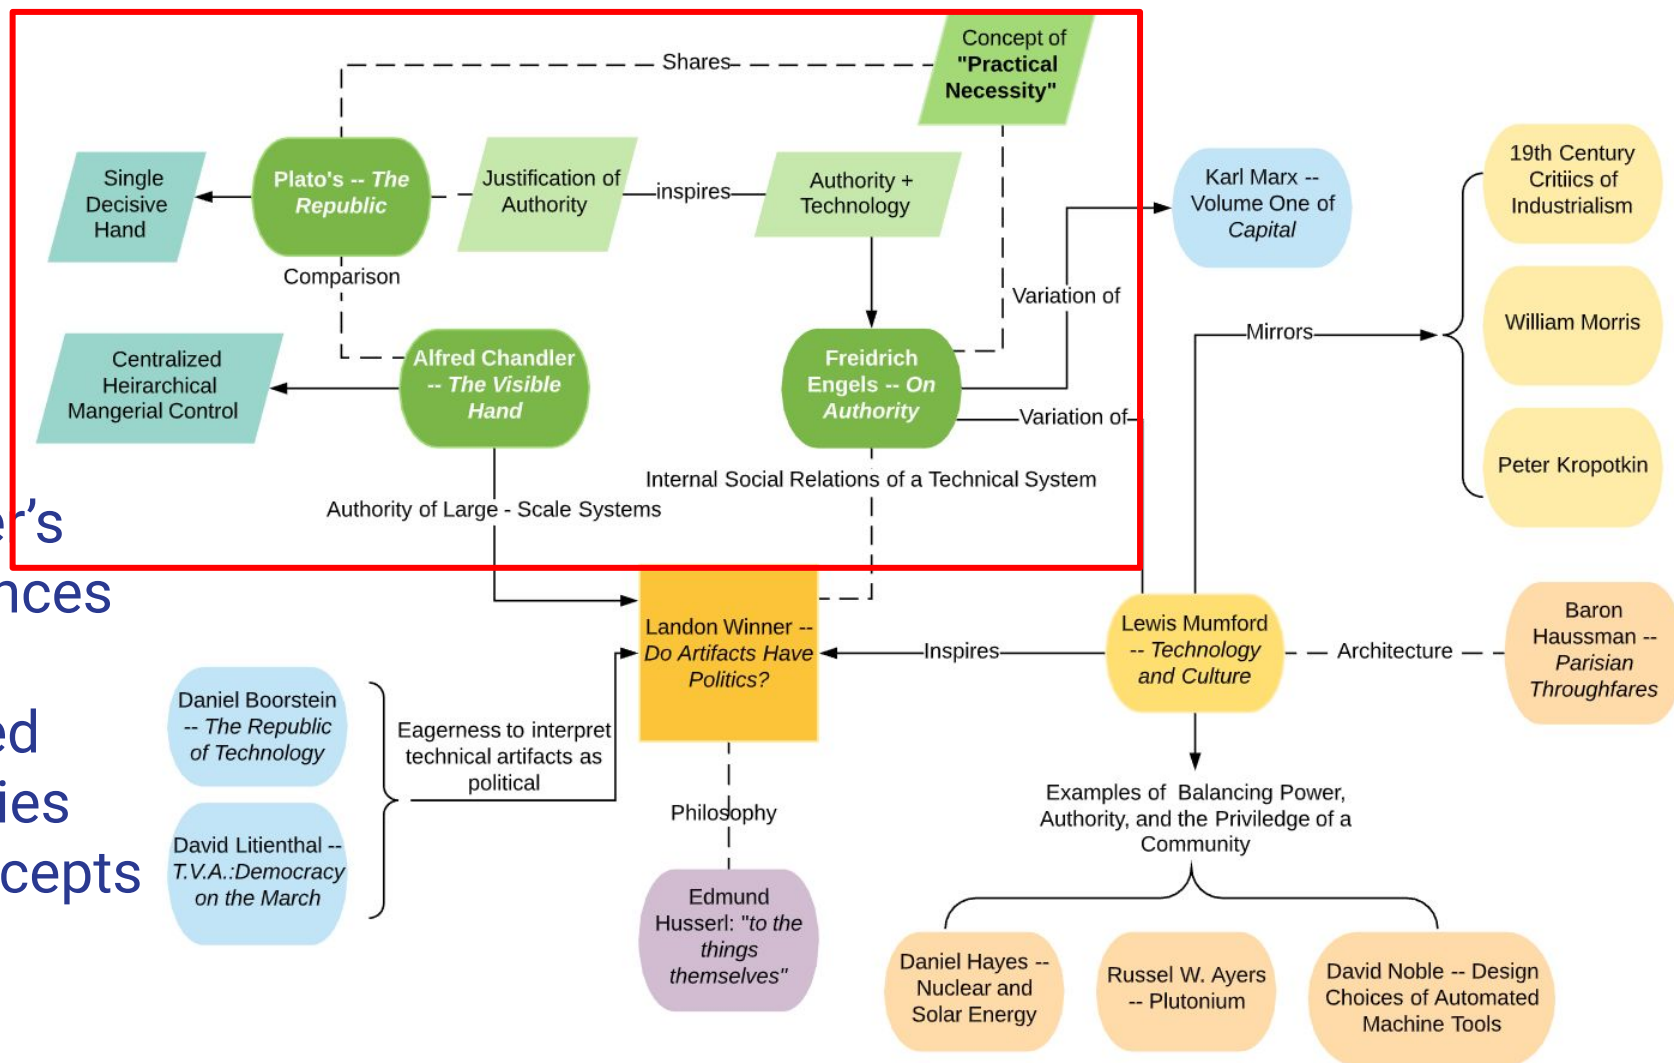 Shares
Concept of
"Practical
Necessity"
Single
Decisive
Hand
Plato's -- The
Republic
Justification of
Authority
inspires
Authority +
Technology
Karl Marx --
Volume One of
Capital
19th Century
Critiics of
Industrialism
Comparison
Variation of
Mirrors
William Morris
Centralized
Heirarchical
Mangerial Control
Alfred Chandler
-- The Visible
Hand
Freidrich
Engels -- On
Authority
Variation of
Peter Kropotkin
Internal Social Relations of a Technical System
Authority of Large - Scale Systems
er's
nces
ed
ies
cepts
Landon Winner --
Do Artifacts Have
Politics?
Inspires
Lewis Mumford
-- Technology
and Culture
Architecture
Baron
Haussman --
Parisian
Throughfares
Daniel Boorstein
-- The Republic
of Technology
David Litienthal --
T.V.A.:Democracy
on the March
Eagerness to interpret
technical artifacts as
political
Philosophy
Edmund
Husserl: "to the
things
themselves"
Examples of Balancing Power,
Authority, and the Priviledge of a
Community
Daniel Hayes --
Nuclear and
Solar Energy
Russel W. Ayers
-- Plutonium
David Noble -- Design
Choices of Automated
Machine Tools